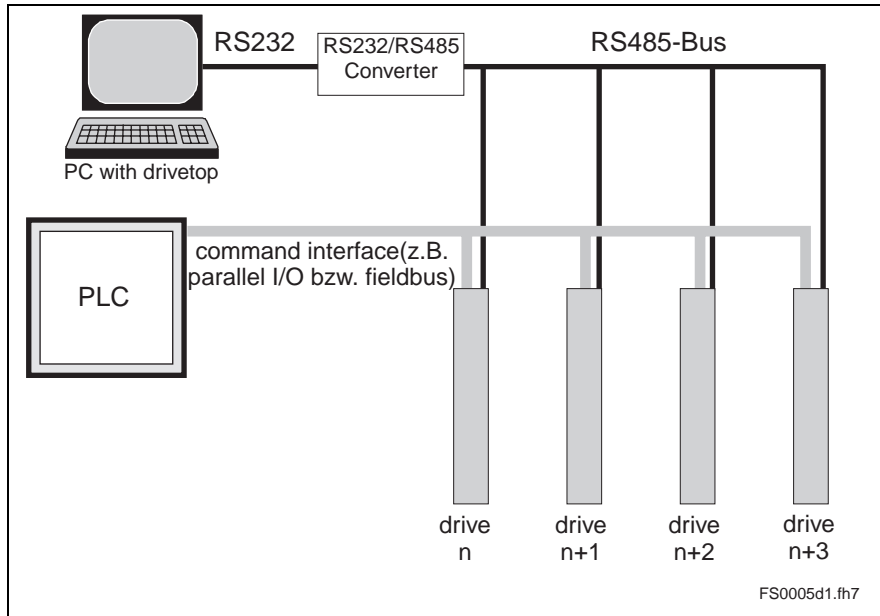 RS232
RS232/RS485
Converter
RS485-Bus
PC with drivetop
command interface(z.B.
parallel I/O bzw. fieldbus)
PLC
drive
n
drive
n+1
drive
n+2
drive
n+3
FS0005d1.fh7